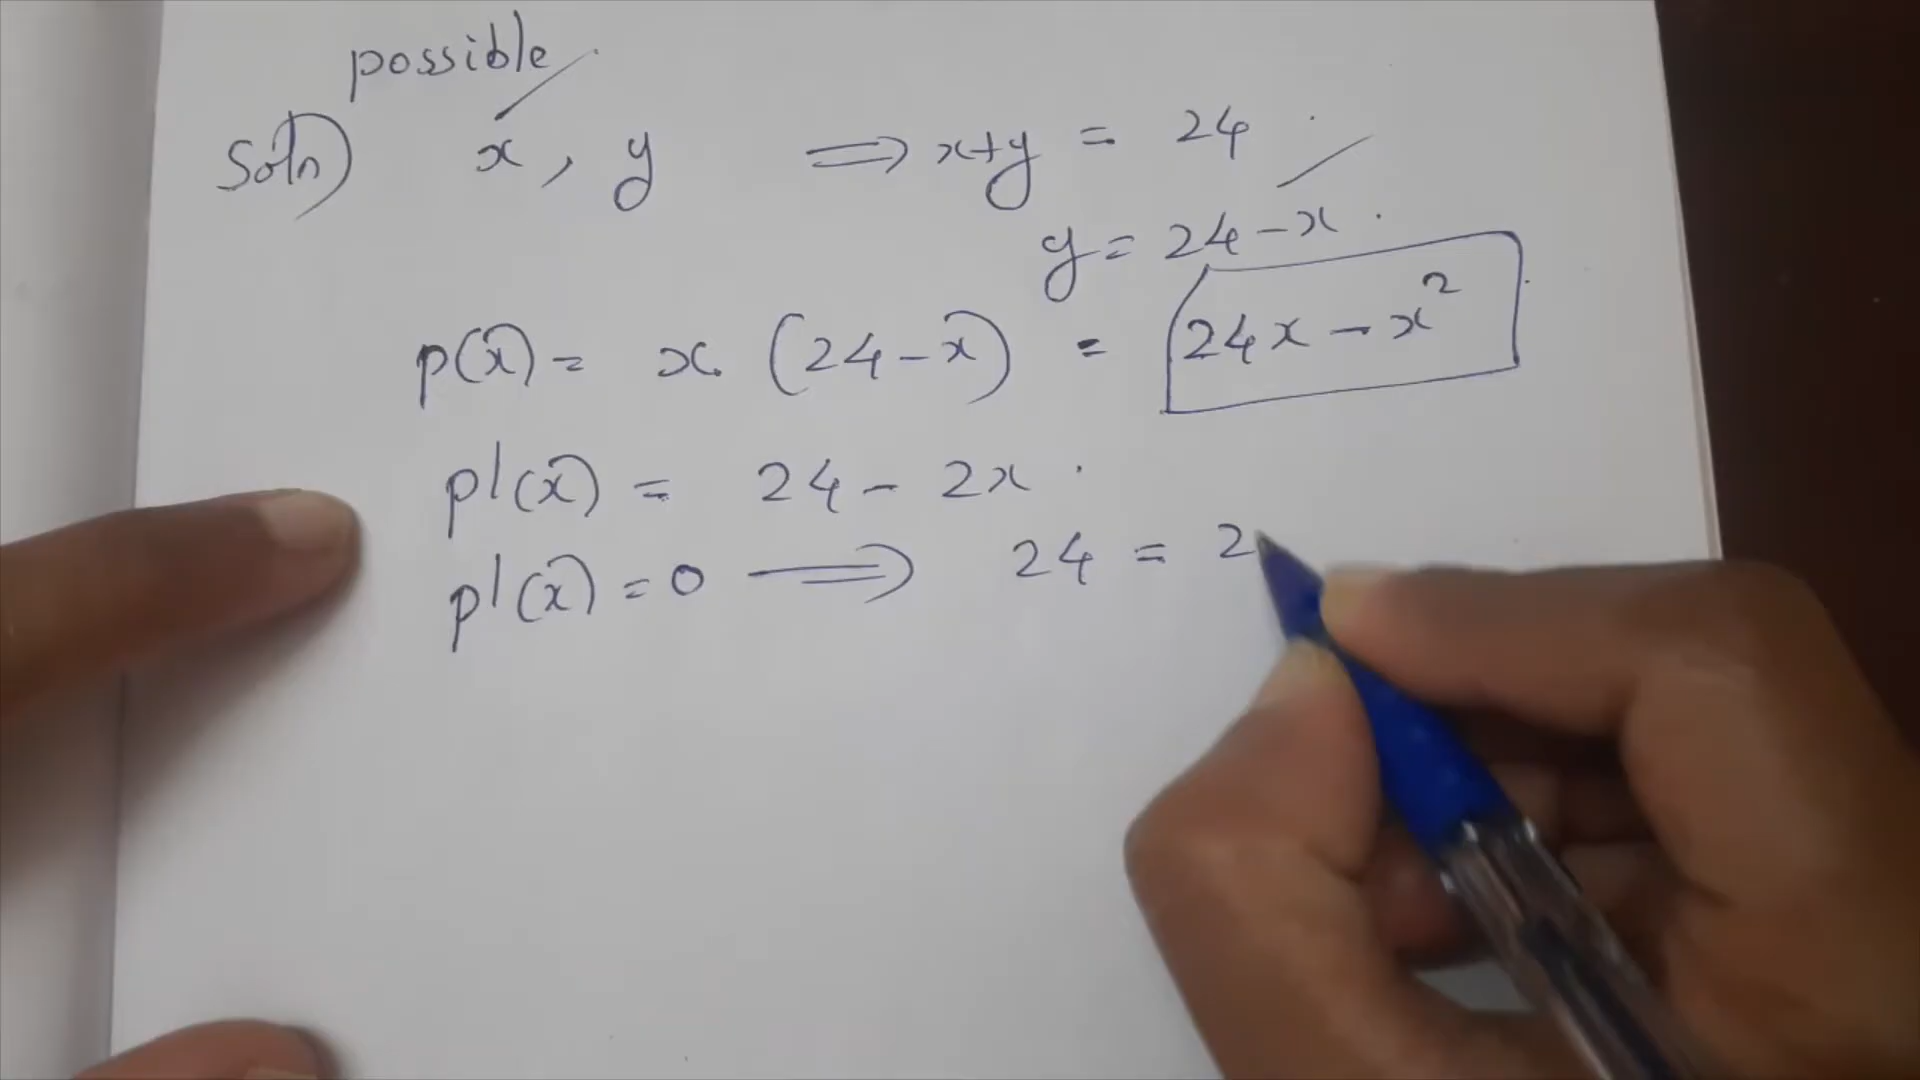 possible
Soln) x, y ⟹ x+y = 24
y = 24 - x
p(x) = x (24 - x) = 24x - x²
p'(x) = 24 - 2x
p'(x) = 0 ⟹ 24 = 2